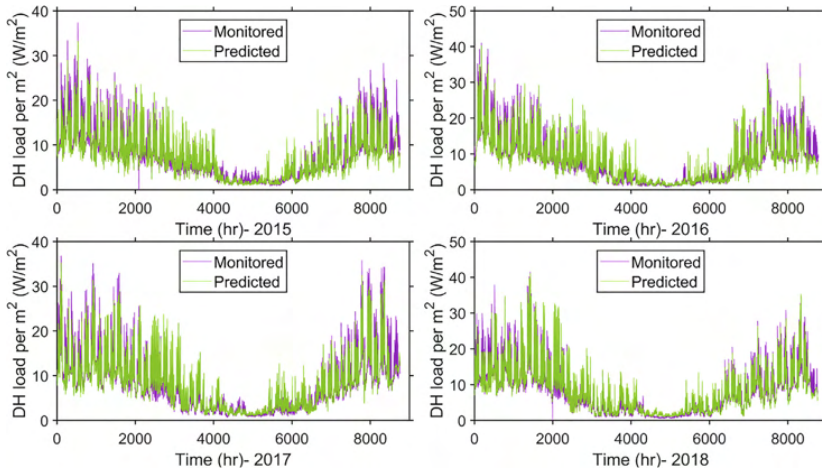 DH load per m² (W/m²)
40
30
20
10
0
Monitored
Predicted
0 2000 4000 6000 8000
Time (hr)- 2015
DH load per m² (W/m²)
50
40
30
20
10
0
Monitored
Predicted
0 2000 4000 6000 8000
Time (hr)- 2016
DH load per m² (W/m²)
40
30
20
10
0
Monitored
Predicted
0 2000 4000 6000 8000
Time (hr)- 2017
DH load per m² (W/m²)
50
40
30
20
10
0
Monitored
Predicted
0 2000 4000 6000 8000
Time (hr)- 2018